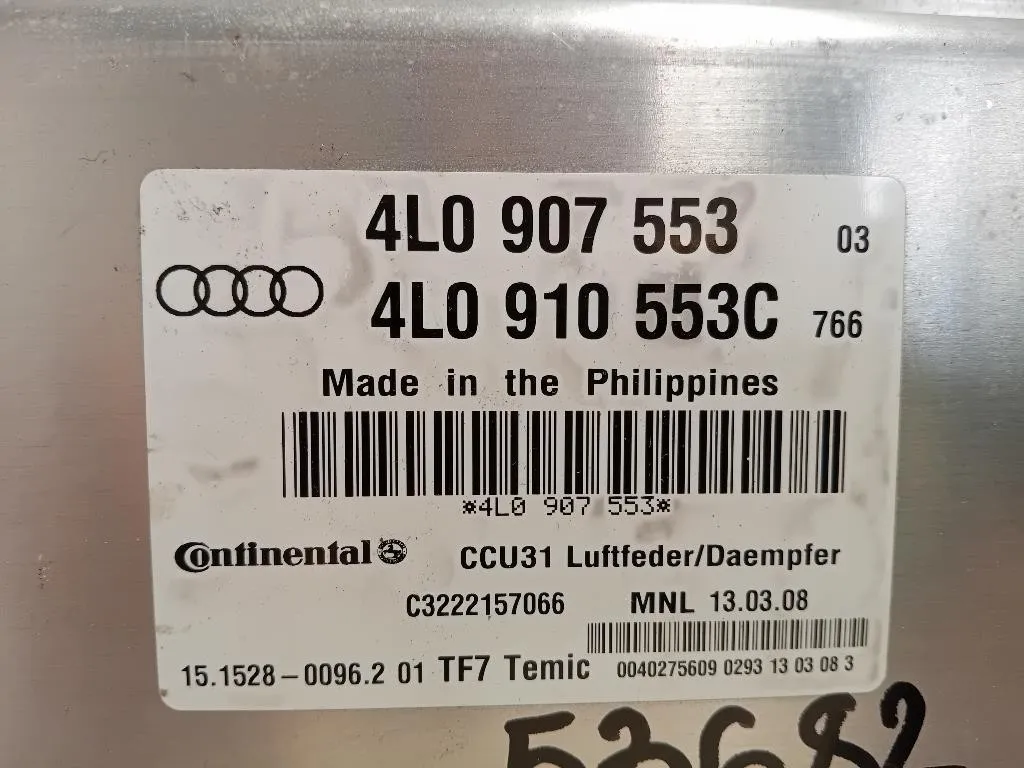 4L0 907 553 03
4L0 910 553C 766
Made in the Philippines
*4L0 907 553*
Continental CCU31 Luftfeder/Daempfer
C3222157066 MNL 13.03.08
15.1528-0096.2 01 TF7 Temic 0040275609 0293 13 03 08 3
53682